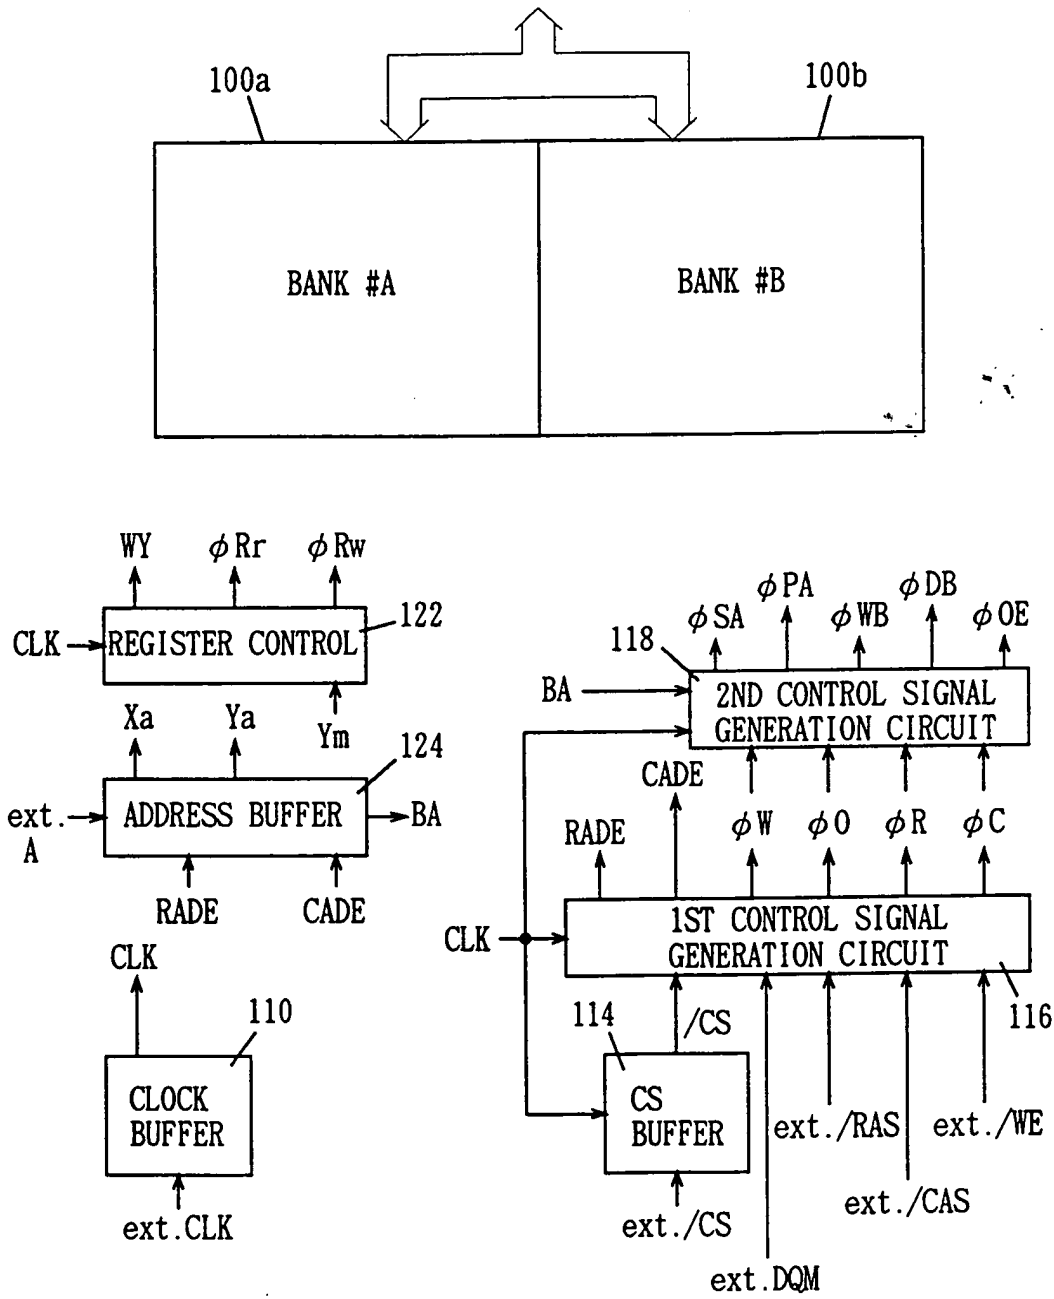 100a
100b
BANK #A
BANK #B
WY
φRr
φRw
CLK
REGISTER CONTROL
122
Xa
Ya
Ym
124
ext.
A
ADDRESS BUFFER
BA
RADE
CADE
CLK
110
CLOCK
BUFFER
ext.CLK
φSA
φPA
φWB
φDB
φOE
118
BA
2ND CONTROL SIGNAL
GENERATION CIRCUIT
CADE
RADE
φW
φO
φR
φC
CLK
1ST CONTROL SIGNAL
GENERATION CIRCUIT
116
114
/CS
CS
BUFFER
ext./RAS
ext./WE
ext./CS
ext./CAS
ext.DQM